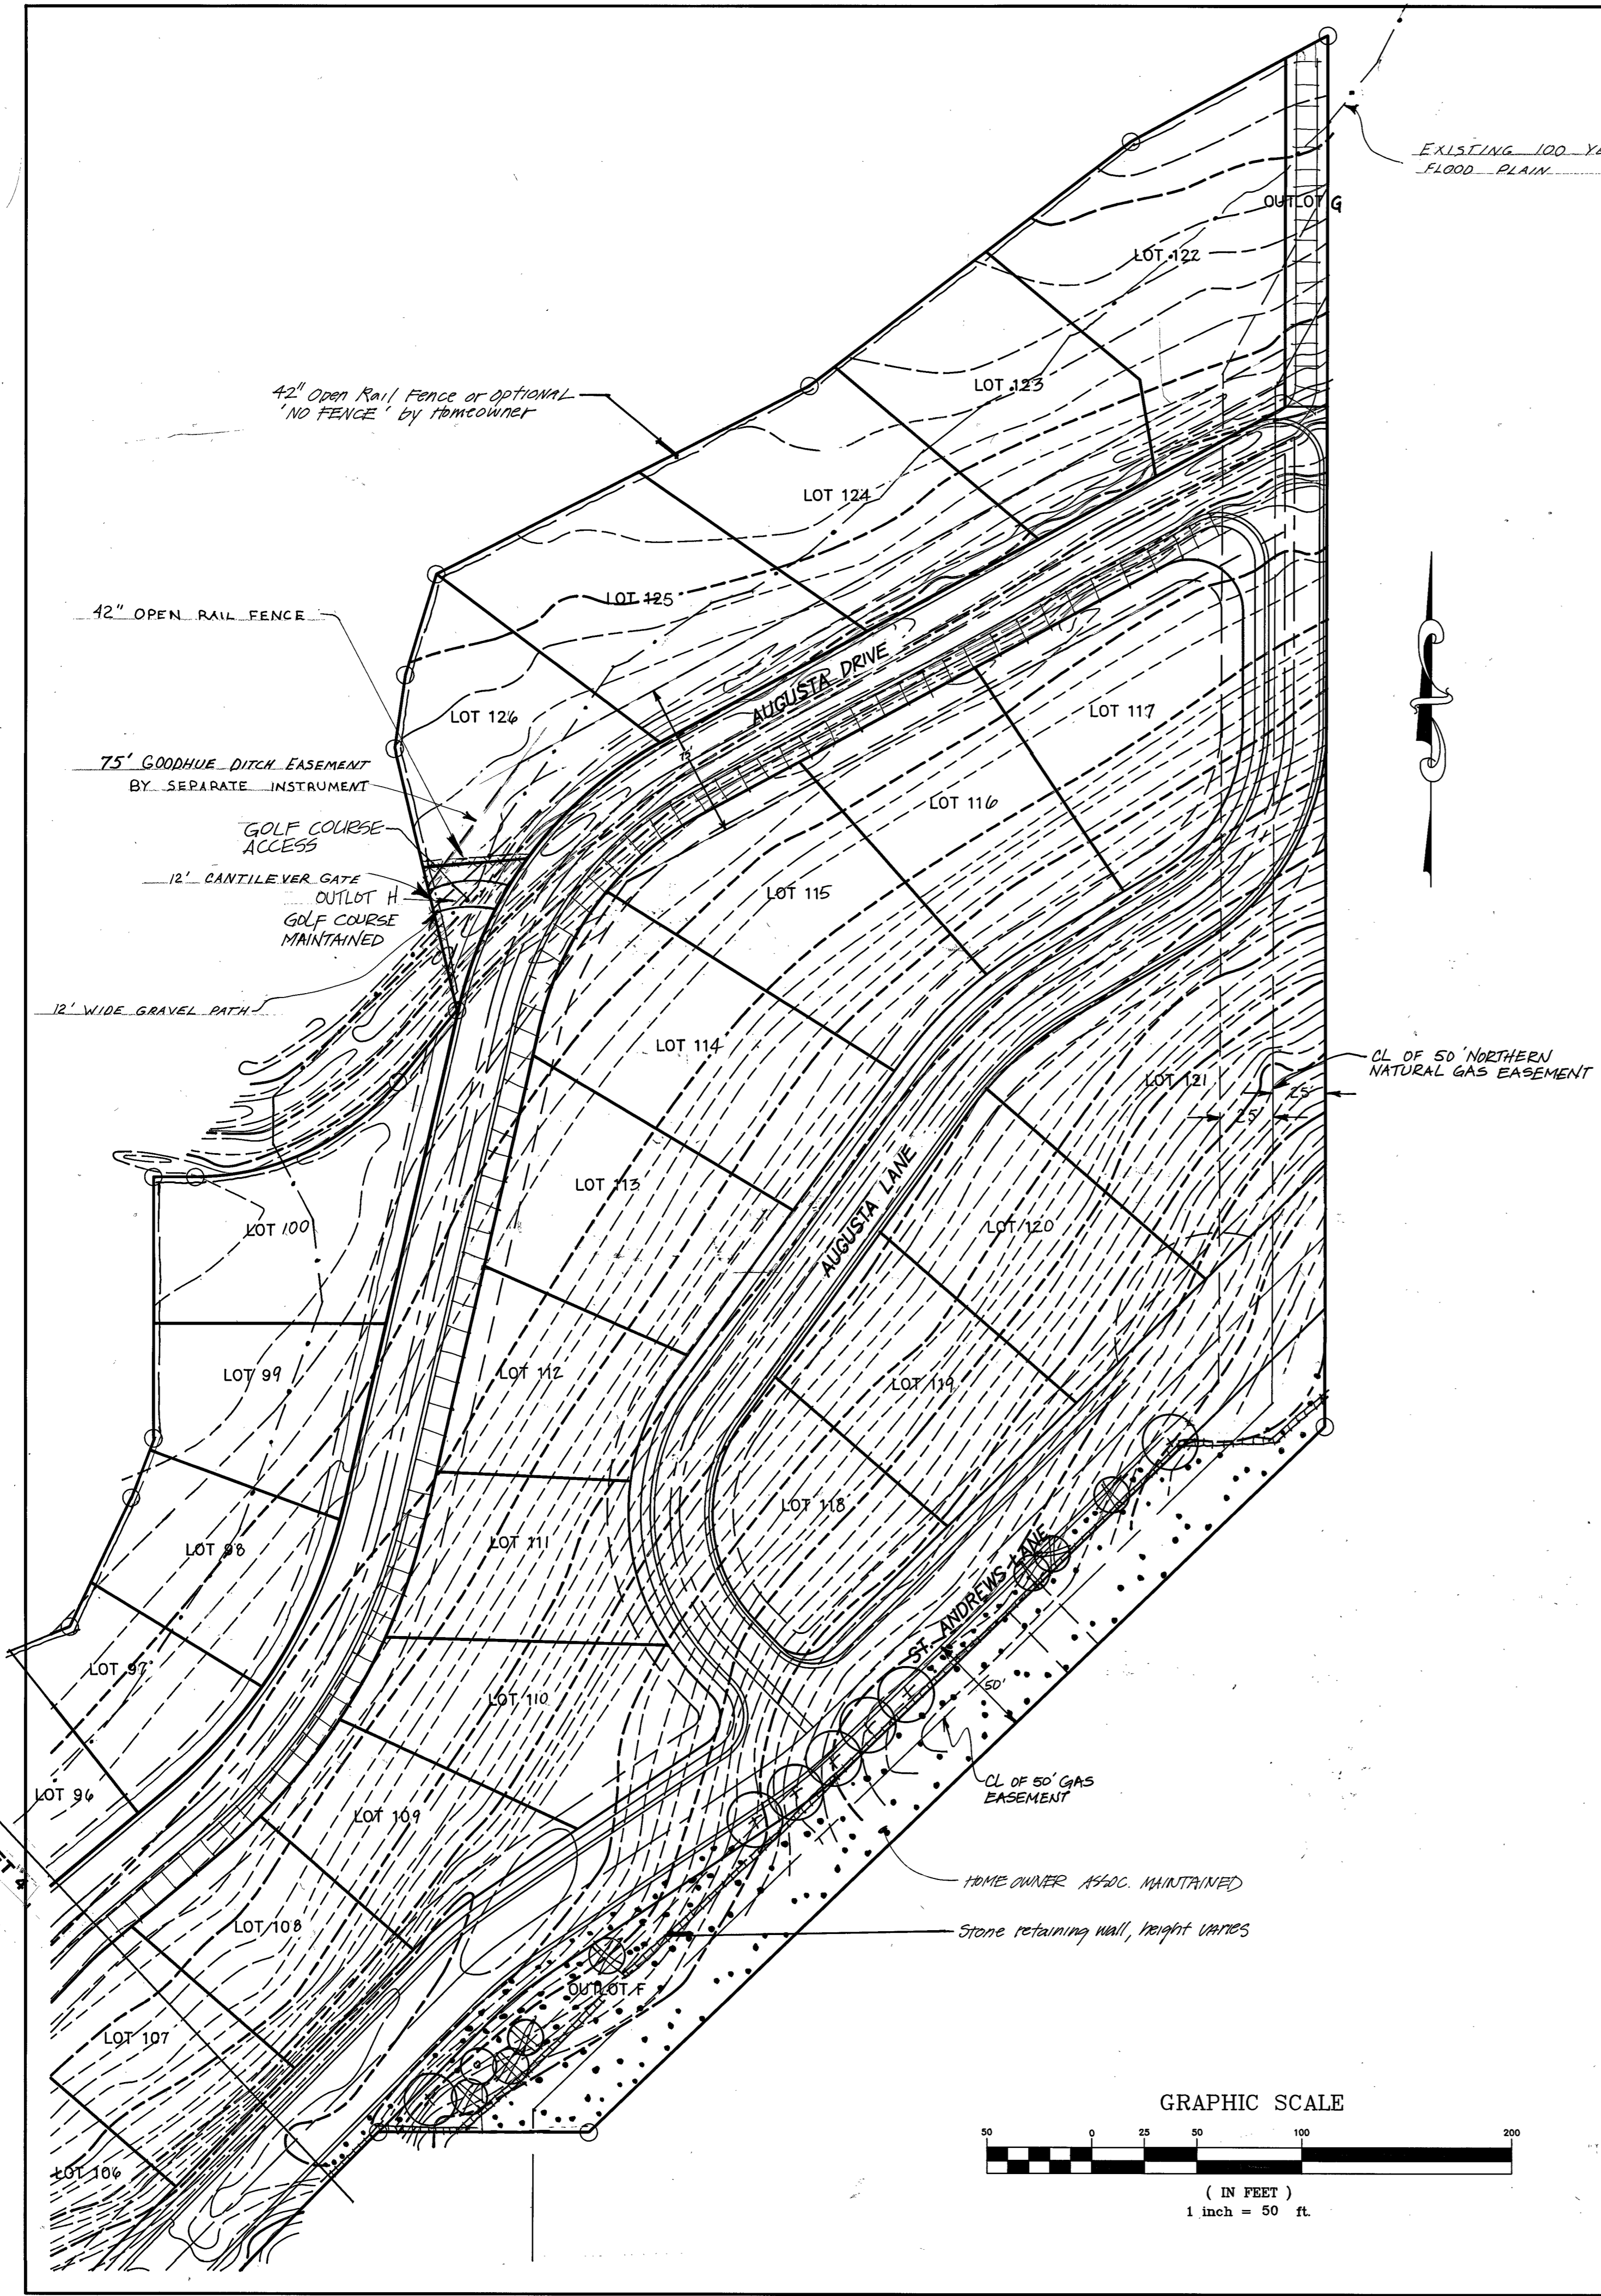 EXISTING 100
FLOOD PLAIN
OUTLOT G
LOT 122
LOT 123
42" Open Rail Fence or OPTIONAL
'NO FENCE' by Homeowner
LOT 124
LOT 125
42" OPEN RAIL FENCE
AUGUSTA DRIVE
LOT 126
LOT 117
75' GOODHUE DITCH EASEMENT
BY SEPARATE INSTRUMENT
LOT 116
GOLF COURSE
ACCESS
12' CANTILEVER GATE
OUTLOT H
LOT 115
GOLF COURSE
MAINTAINED
12' WIDE GRAVEL PATH
LOT 114
CL OF 50' NORTHERN
NATURAL GAS EASEMENT
LOT 121
25'
25'
LOT 113
AUGUSTA LANE
LOT 100
LOT 120
LOT 99
LOT 112
LOT 119
LOT 118
LOT 98
LOT 111
ST. ANDREWS LANE
LOT 97
LOT 110
50'
LOT 96
CL OF 50' GAS
EASEMENT
LOT 109
HOME OWNER ASSOC. MAINTAINED
LOT 108
Stone retaining wall, height varies
OUTLOT F
LOT 107
LOT 106
GRAPHIC SCALE
50 0 25 50 100 200
( IN FEET )
1 inch = 50 ft.